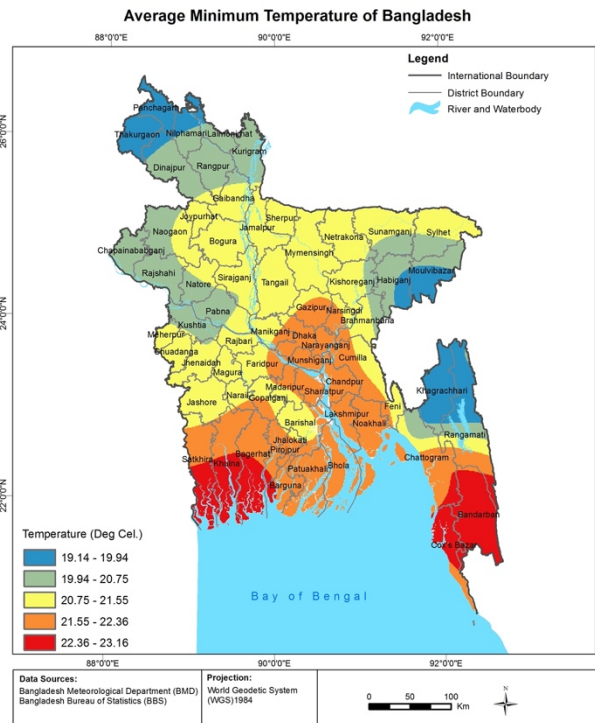 Average Minimum Temperature of Bangladesh
88°0'0"E
90°0'0"E
92°0'0"E
Legend
International Boundary
District Boundary
River and Waterbody
26°0'0"N
24°0'0"N
22°0'0"N
Panchagarh
Thakurgaon
Nilphamari
Lalmonirhat
Kurigram
Dinajpur
Rangpur
Gaibandha
Joypurhat
Sherpur
Jamalpur
Naogaon
Bogura
Netrakona
Sunamganj
Sylhet
Mymensingh
Chapainababganj
Rajshahi
Natore
Sirajganj
Tangail
Kishoreganj
Habiganj
Moulvibazar
Pabna
Gazipur
Narsingdi
Brahmanbaria
Kushtia
Meherpur
Manikganj
Dhaka
Narayanganj
Rajbari
Chuadanga
Jhenaidah
Faridpur
Munshiganj
Cumilla
Magura
Madaripur
Chandpur
Khagrachhari
Shariatpur
Jashore
Narail
Gopalganj
Lakshmipur
Feni
Noakhali
Barishal
Rangamati
Jhalokati
Pirojpur
Satkhira
Khulna
Bagerhat
Patuakhali
Bhola
Chattogram
Barguna
Bandarban
Cox's Bazar
Temperature (Deg Cel.)
19.14 - 19.94
19.94 - 20.75
20.75 - 21.55
21.55 - 22.36
22.36 - 23.16
Bay of Bengal
88°0'0"E
90°0'0"E
92°0'0"E
Data Sources:
Bangladesh Meteorological Department (BMD)
Bangladesh Bureau of Statistics (BBS)
Projection:
World Geodetic System
(WGS)1984
0
50
100
Km
N